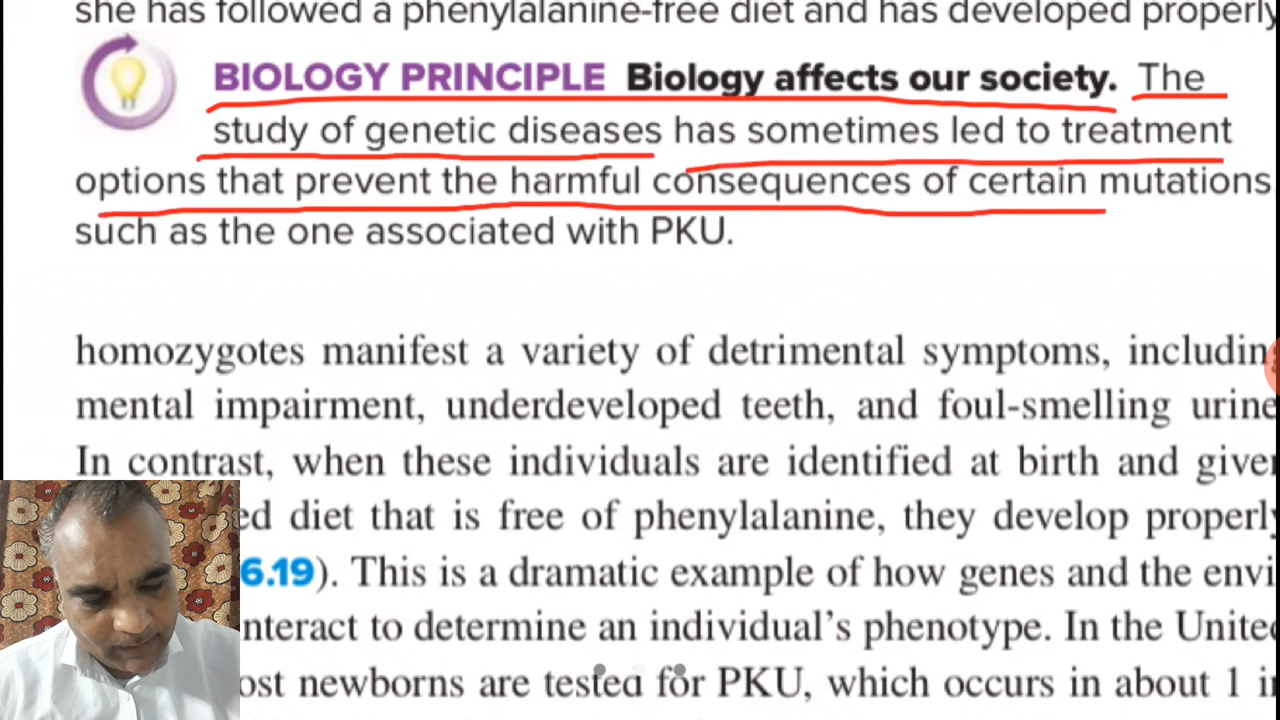 she has followed a phenylalanine-free diet and has developed properly
BIOLOGY PRINCIPLE Biology affects our society. The
study of genetic diseases has sometimes led to treatment
options that prevent the harmful consequences of certain mutations
such as the one associated with PKU.
homozygotes manifest a variety of detrimental symptoms, including
mental impairment, underdeveloped teeth, and foul-smelling urine
In contrast, when these individuals are identified at birth and given
ed diet that is free of phenylalanine, they develop properly
6.19). This is a dramatic example of how genes and the envi
nteract to determine an individual's phenotype. In the United
ost newborns are tested for PKU, which occurs in about 1 in